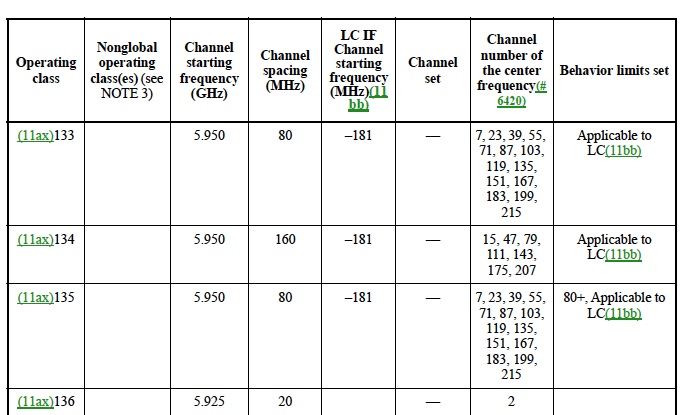 Operating class	Nonglobal operating class(es) (see NOTE 3)	Channel starting frequency (GHz)	Channel spacing (MHz)	LC IF Channel starting frequency (MHz)(11bb)	Channel set	Channel number of the center frequency(#6420)	Behavior limits set
(11ax)133		5.950	80	–181	—	7, 23, 39, 55,	Applicable to
71, 87, 103,	LC(11bb)
119, 135,
151, 167,
183, 199,
215
(11ax)134		5.950	160	–181	—	15, 47, 79,	Applicable to
111, 143,	LC(11bb)
175, 207
(11ax)135		5.950	80	–181	—	7, 23, 39, 55,	80+, Applicable to
71, 87, 103,	LC(11bb)
119, 135,
151, 167,
183, 199,
215
(11ax)136		5.925	20		—	2